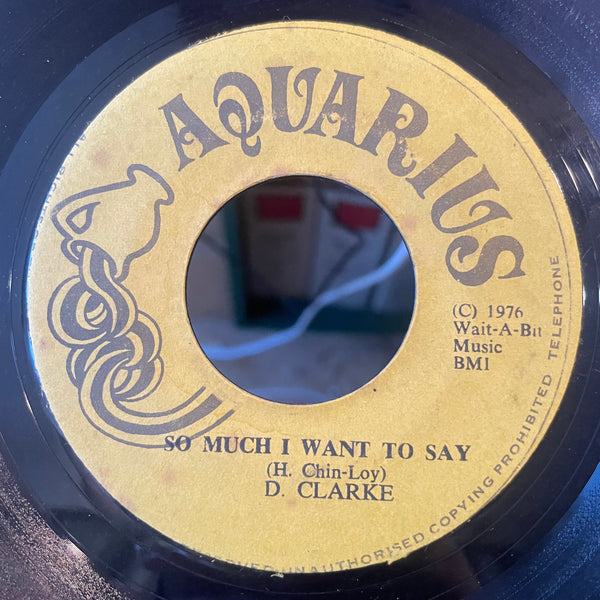 AQUARIUS
(C) 1976
Wait-A-Bit
Music
BMI
SO MUCH I WANT TO SAY
(H. Chin-Loy)
D. CLARKE
UNAUTHORISED COPYING PROHIBITED TELEPHONE